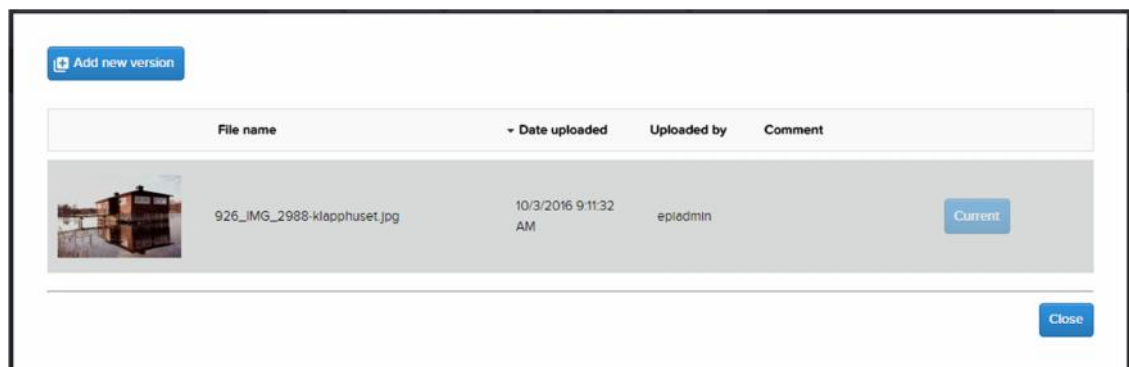 Add new version
File name Date uploaded Uploaded by Comment
926_IMG_2988-klapphuset.jpg 10/3/2016 9:11:32 epiadmin Current
AM
Close